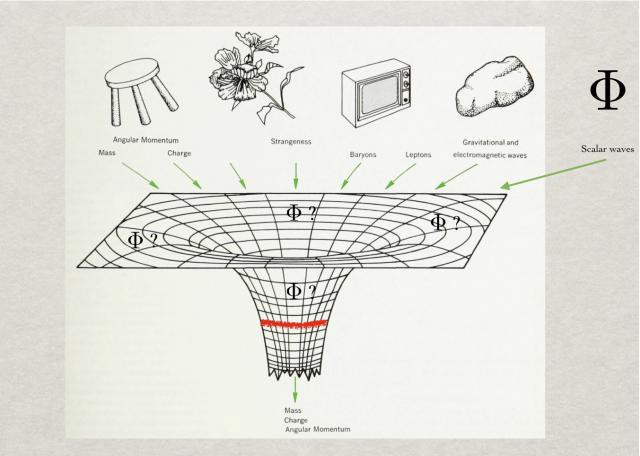 Φ
Angular Momentum
Strangeness
Gravitational and
electromagnetic waves
Scalar waves
Mass
Charge
Baryons
Leptons
Φ ?
Φ ?
Φ ?
Φ ?
Mass
Charge
Angular Momentum